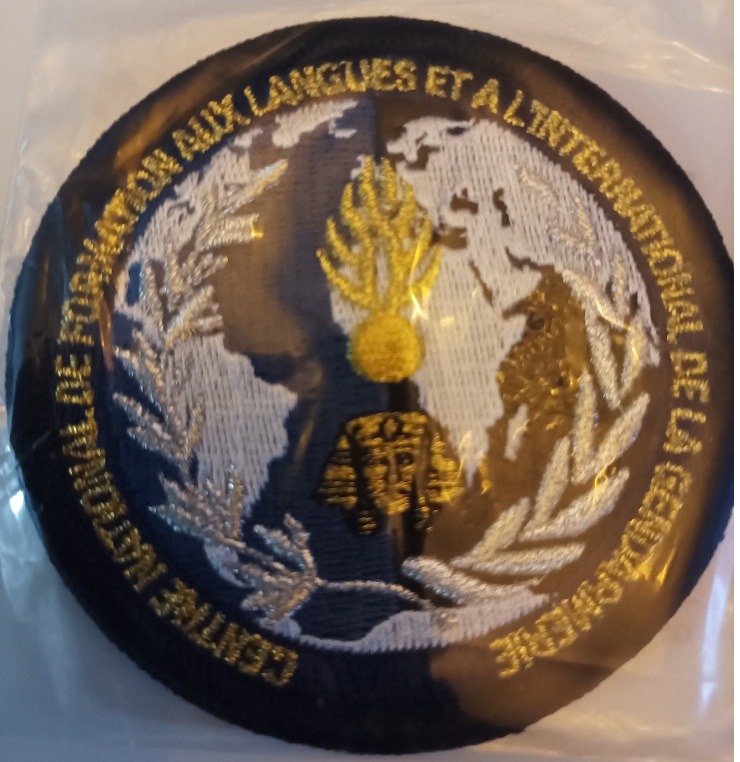 CENTRE NATIONAL DE FORMATION AUX LANGUES ET A L'INTERNATIONAL DE LA GENDARMERIE